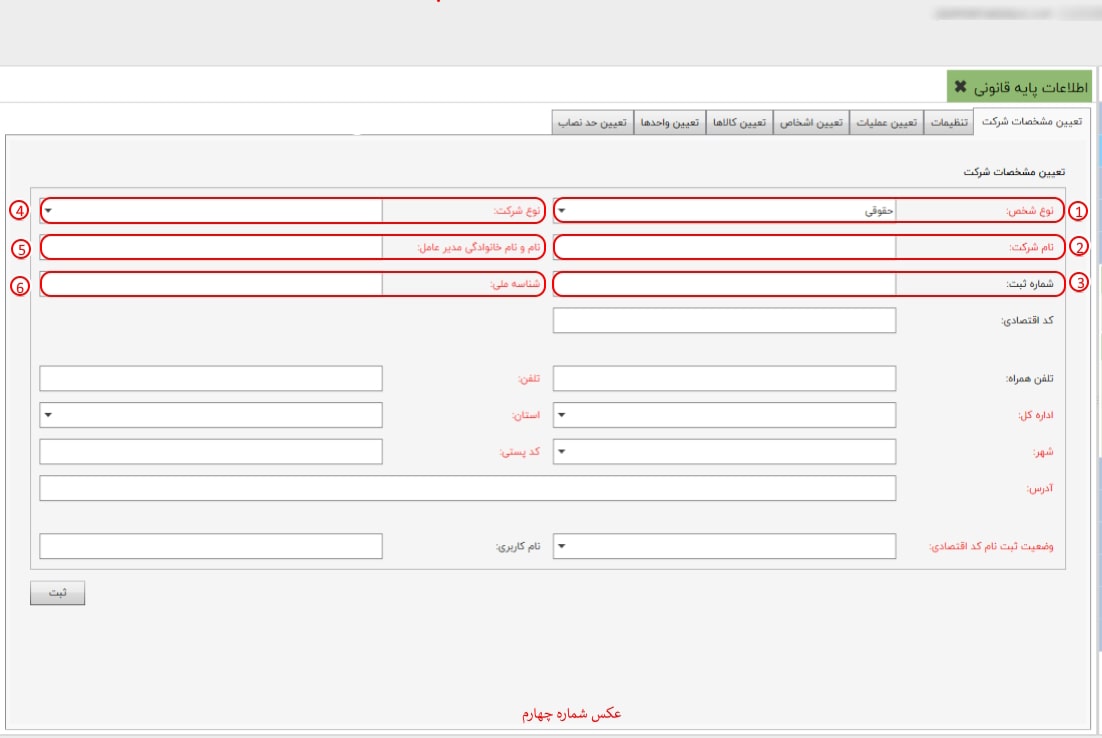 اطلاعات پایه قانونی ✖
تعیین مشخصات شرکت تنظیمات تعیین عملیات تعیین اشخاص تعیین کالاها تعیین واحدها تعیین حد نصاب
تعیین مشخصات شرکت
1 نوع شخص: حقوقی نوع شرکت: 4
2 نام شرکت: نام و نام خانوادگی مدیر عامل: 5
3 شماره ثبت: شناسه ملی: 6
کد اقتصادی:
تلفن همراه: تلفن:
اداره کل: استان:
شهر: کد پستی:
آدرس:
وضعیت ثبت نام کد اقتصادی: نام کاربری:
ثبت
عکس شماره چهارم